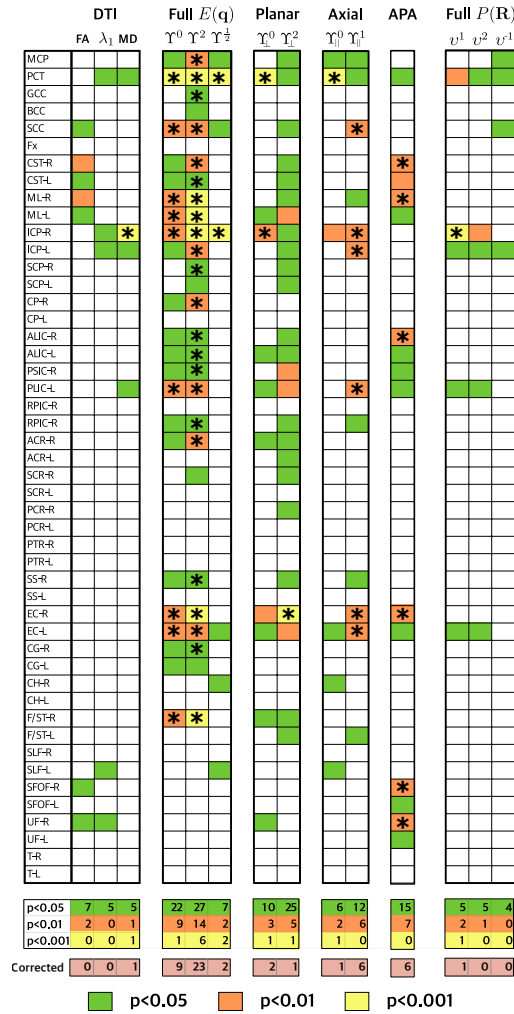 DTI Full E(q) Planar Axial APA Full P(R)
FA λ₁ MD ϒ⁰ ϒ² ϒ^½ ϒ⊥⁰ ϒ⊥² ϒ∥⁰ ϒ∥¹ υ¹ υ² υ⁻¹
MCP *
PCT * * * * *
GCC *
BCC
SCC * * *
Fx
CST-R * *
CST-L *
ML-R * * *
ML-L * *
ICP-R * * * * * * *
ICP-L * *
SCP-R *
SCP-L
CP-R *
CP-L
ALIC-R * *
ALIC-L *
PSIC-R *
PLIC-L * * *
RPIC-R
RPIC-R *
ACR-R *
ACR-L
SCR-R
SCR-L
PCR-R
PCR-L
PTR-R
PTR-L
SS-R *
SS-L
EC-R * * * * *
EC-L * * *
CG-R *
CG-L
CH-R
CH-L
F/ST-R * *
F/ST-L
SLF-R
SLF-L
SFOF-R *
SFOF-L
UF-R *
UF-L
T-R
T-L
p<0.05 7 5 5 22 27 7 10 25 6 12 15 5 5 4
p<0.01 2 0 1 9 14 2 3 5 2 6 7 2 1 0
p<0.001 0 0 1 1 6 2 1 1 1 0 0 1 0 0
Corrected 0 0 1 9 23 2 2 1 1 6 6 1 0 0
p<0.05 p<0.01 p<0.001